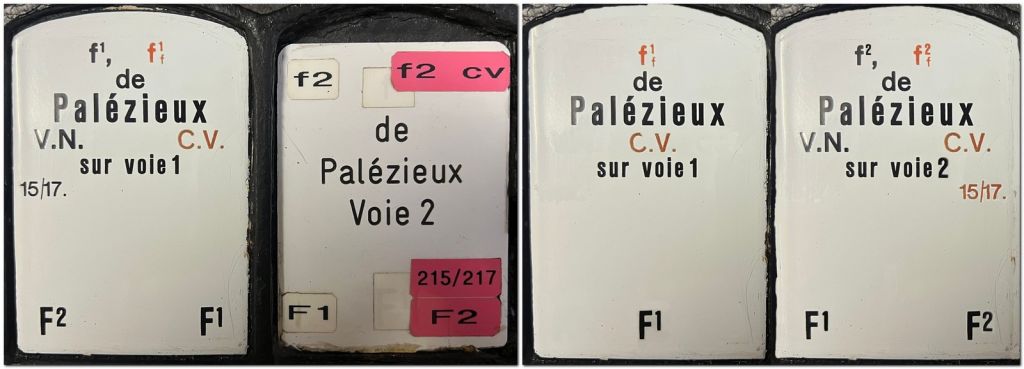 f¹, f¹f
de
Palézieux
V.N. C.V.
sur voie 1
15/17.
F² F¹
f2 f2 CV
de
Palézieux
Voie 2
215/217
F1 F2
f¹f
de
Palézieux
C.V.
sur voie 1
F¹
f², f²f
de
Palézieux
V.N. C.V.
sur voie 2
15/17.
F¹ F²